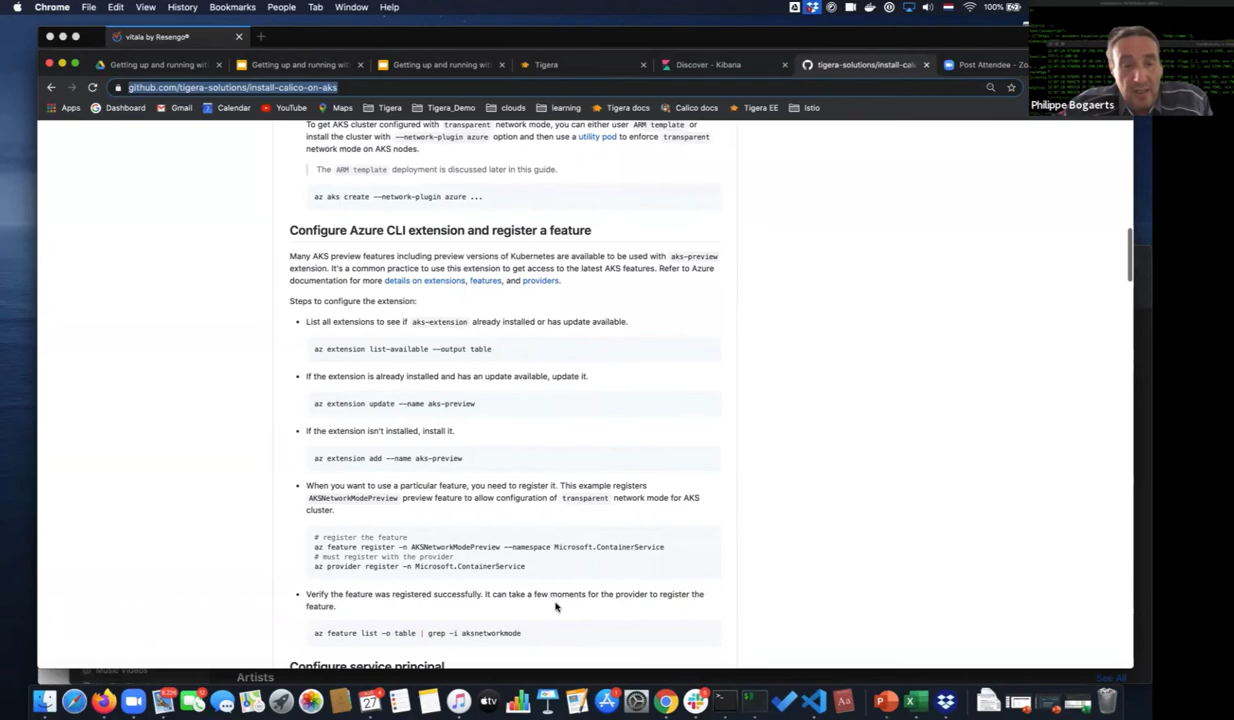 Chrome File Edit View History Bookmarks People Tab Window Help
100%
vitala by Resengo®
Getting up and running with
Getting up and running with
Getting up and running with
Tigera
Discover - Kibana
tigera-solutions/install-calic
Post Attendee - Zo
github.com/tigera-solutions/install-calico-on-aks
Apps Dashboard Gmail Calendar YouTube Maps Tigera Tigera_Demo clouds learning Tigera docs Calico docs Tigera EE Istio
Philippe Bogaerts
To get AKS cluster configured with transparent network mode, you can either user ARM template or
install the cluster with --network-plugin azure option and then use a utility pod to enforce transparent
network mode on AKS nodes.
The ARM template deployment is discussed later in this guide.
az aks create --network-plugin azure ...
Configure Azure CLI extension and register a feature
Many AKS preview features including preview versions of Kubernetes are available to be used with aks-preview
extension. It's a common practice to use this extension to get access to the latest AKS features. Refer to Azure
documentation for more details on extensions, features, and providers.
Steps to configure the extension:
• List all extensions to see if aks-extension already installed or has update available.
az extension list-available --output table
• If the extension is already installed and has an update available, update it.
az extension update --name aks-preview
• If the extension isn't installed, install it.
az extension add --name aks-preview
• When you want to use a particular feature, you need to register it. This example registers
AKSNetworkModePreview preview feature to allow configuration of transparent network mode for AKS
cluster.
# register the feature
az feature register -n AKSNetworkModePreview --namespace Microsoft.ContainerService
# must register with the provider
az provider register -n Microsoft.ContainerService
• Verify the feature was registered successfully. It can take a few moments for the provider to register the
feature.
az feature list -o table | grep -i aksnetworkmode
Configure service principal
Music Videos
Artists
See All